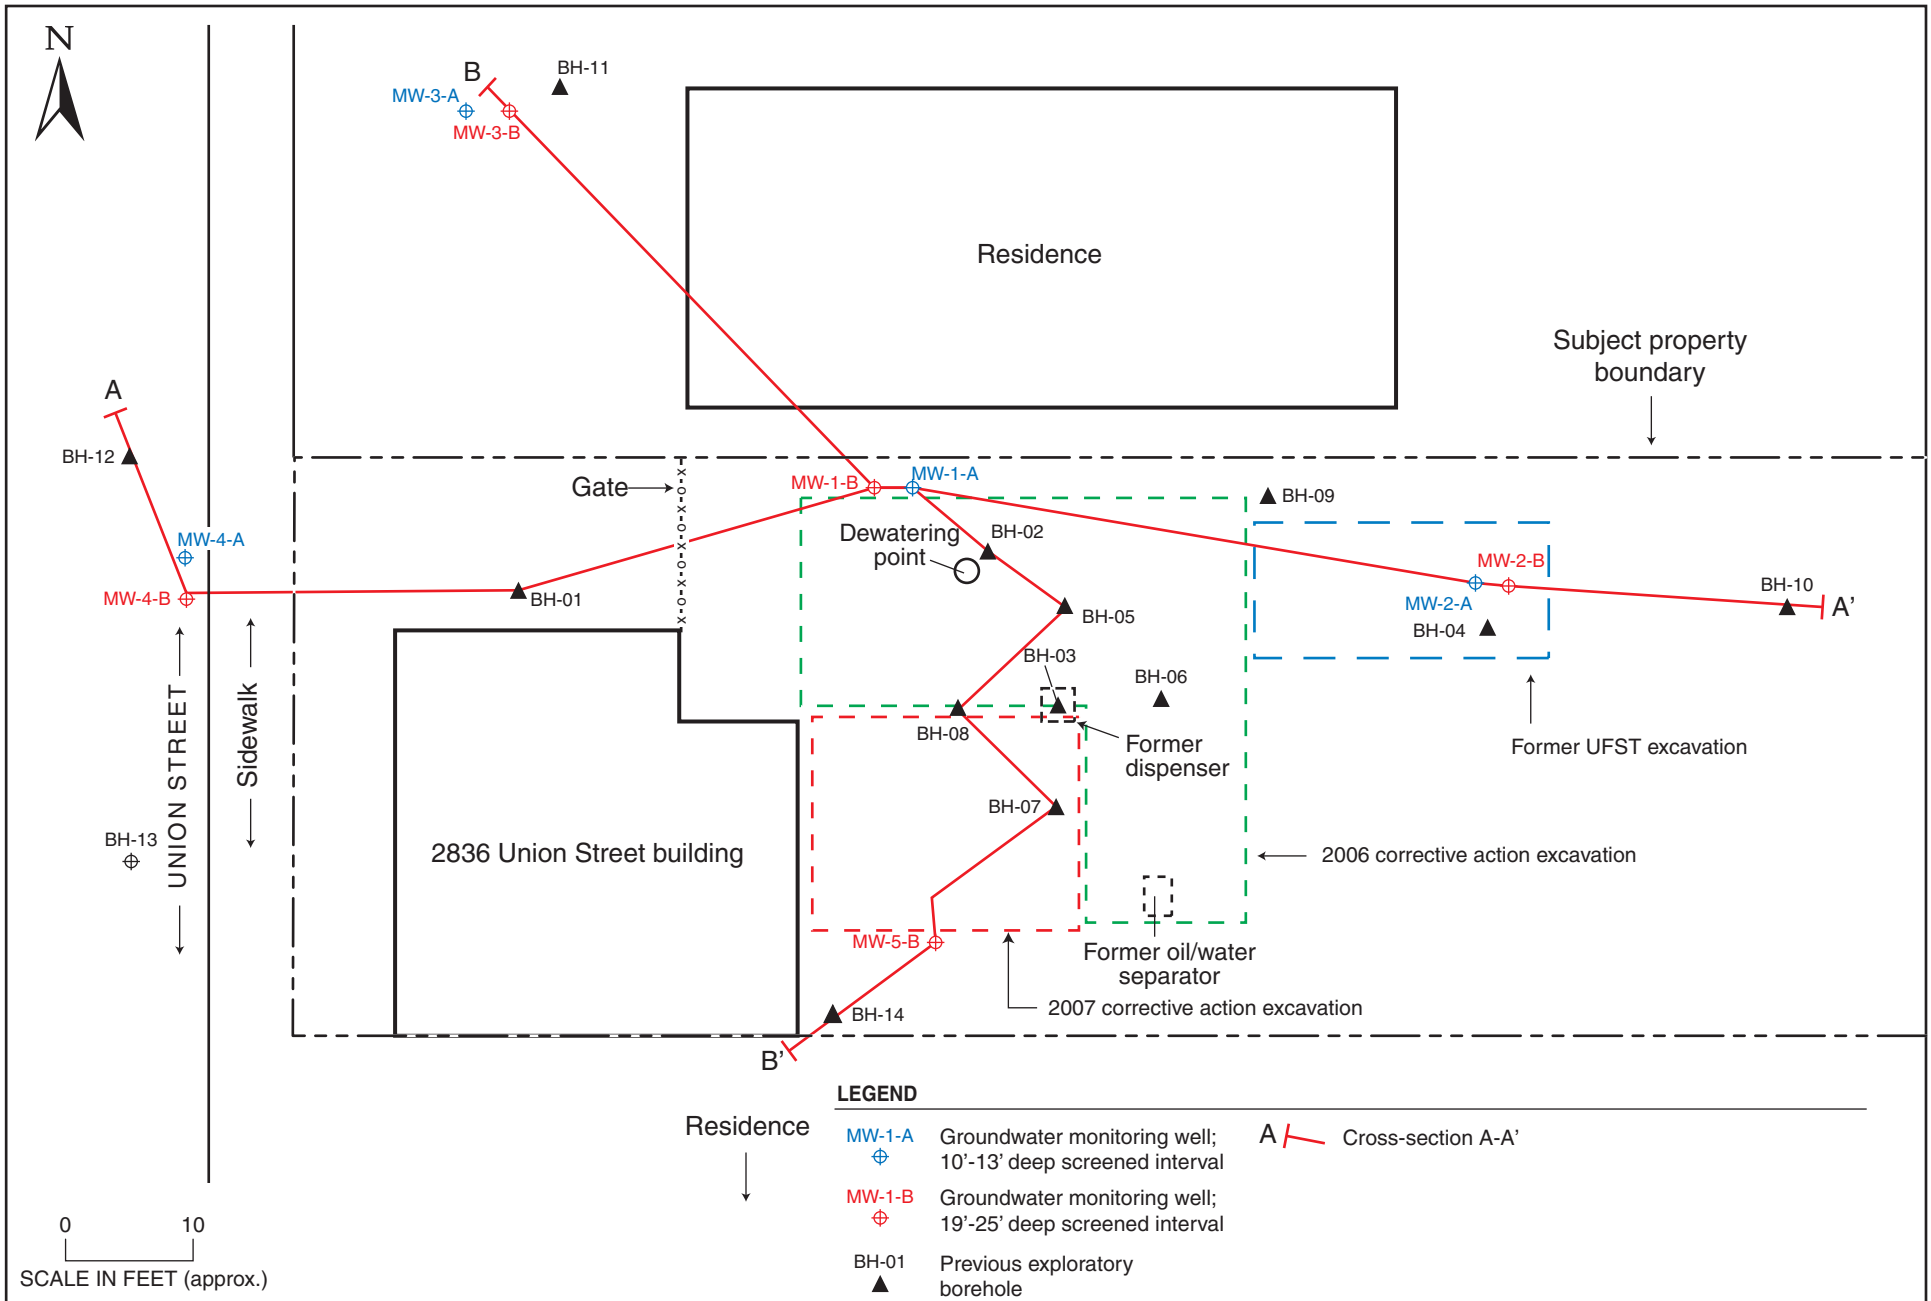 N
B
BH-11
MW-3-A
MW-3-B
Residence
Subject property
boundary
A
BH-12
Gate
x o x o x o x o x
MW-1-B
MW-1-A
BH-09
MW-4-A
Dewatering
point
BH-02
MW-2-B
MW-4-B
BH-01
BH-05
MW-2-A
BH-10
A'
BH-04
BH-03
BH-06
UNION STREET
Sidewalk
BH-08
Former
dispenser
Former UFST excavation
BH-07
BH-13
2836 Union Street building
2006 corrective action excavation
MW-5-B
Former oil/water
separator
BH-14
2007 corrective action excavation
B'
LEGEND
Residence
MW-1-A
Groundwater monitoring well;
10'-13' deep screened interval
A
Cross-section A-A'
MW-1-B
Groundwater monitoring well;
19'-25' deep screened interval
BH-01
Previous exploratory
borehole
0 10
SCALE IN FEET (approx.)